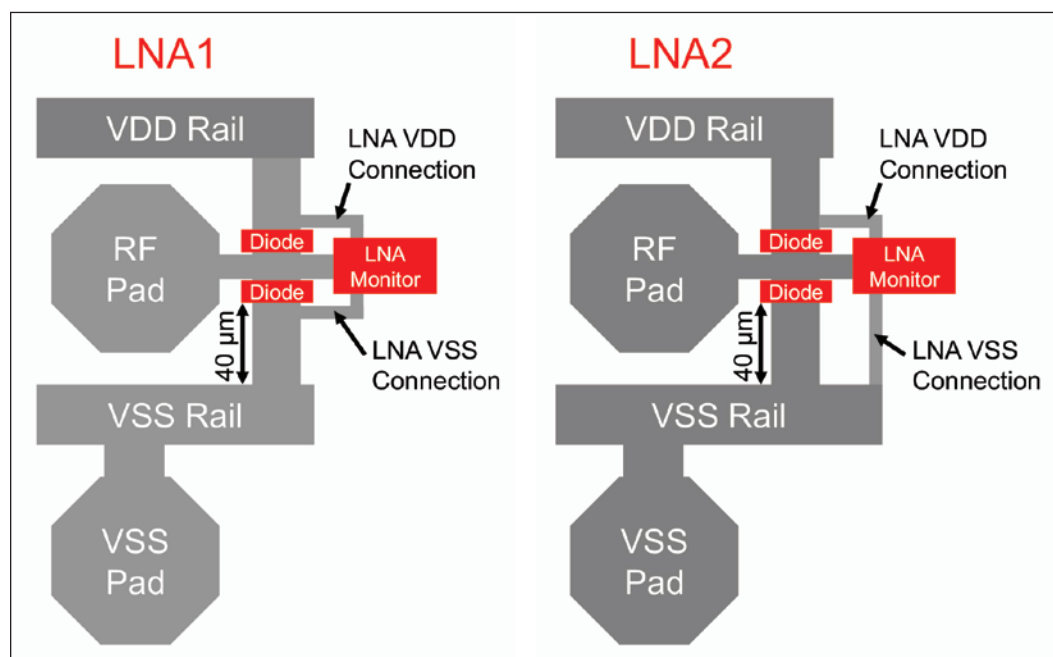 LNA1
VDD Rail
LNA VDD
Connection
RF
Pad
Diode
LNA
Monitor
Diode
40 µm
LNA VSS
Connection
VSS Rail
VSS
Pad
LNA2
VDD Rail
LNA VDD
Connection
RF
Pad
Diode
LNA
Monitor
Diode
40 µm
LNA VSS
Connection
VSS Rail
VSS
Pad